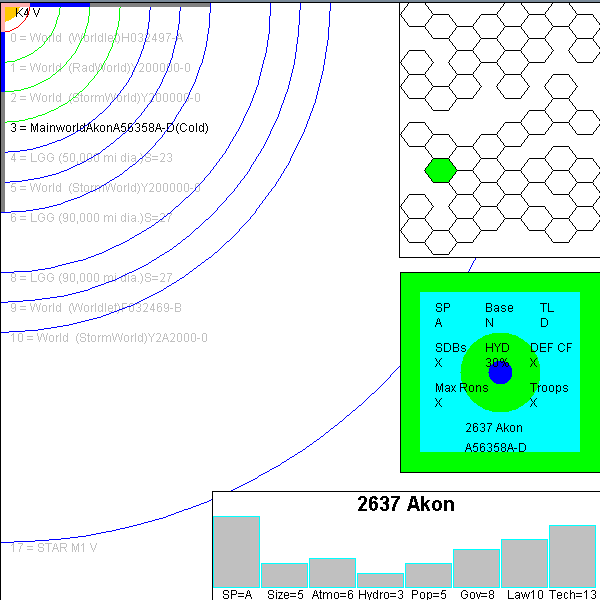 K4 V
0 = World (Worldlet)H032497-A
1 = World (RadWorld)Y200000-0
2 = World (StormWorld)Y200000-0
3 = MainworldAkonA56358A-D(Cold)
4 = LGG (50,000 mi dia.)S=23
5 = World (StormWorld)Y200000-0
6 = LGG (90,000 mi dia.)S=27
8 = LGG (90,000 mi dia.)S=27
9 = World (Worldlet)F032469-B
10 = World (StormWorld)Y2A2000-0
17 = STAR M1 V
SP Base TL
A N D
SDBs HYD DEF CF
X 30% X
Max Rons Troops
X X
2637 Akon
A56358A-D
2637 Akon
SP=A Size=5 Atmo=6 Hydro=3 Pop=5 Gov=8 Law10 Tech=13